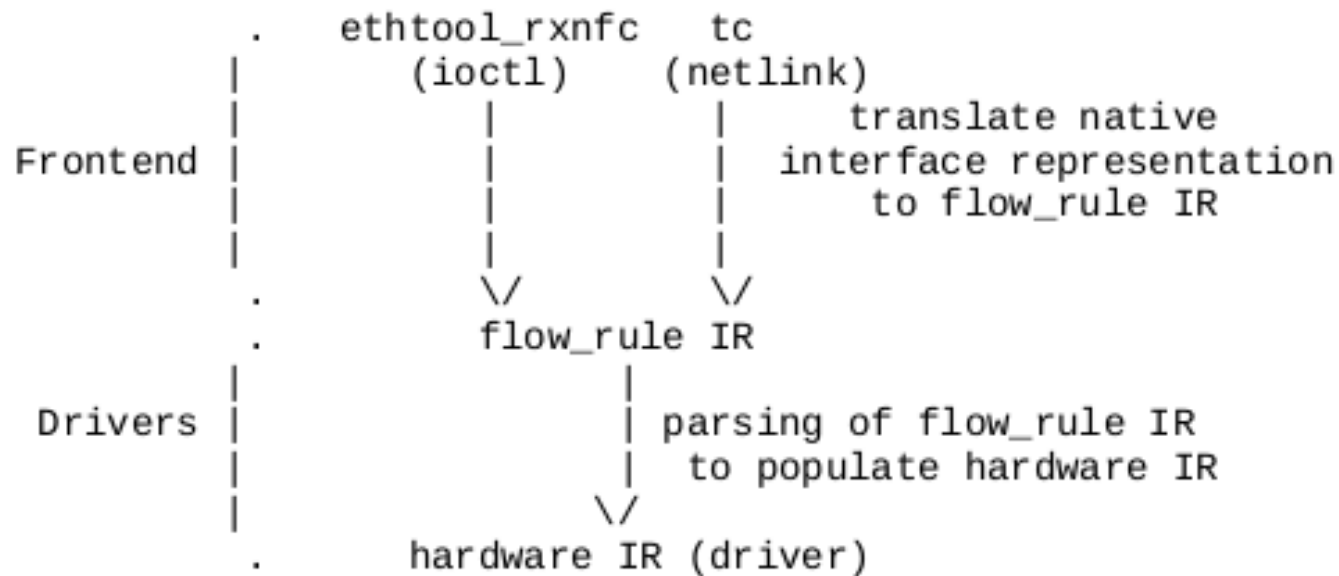 .    ethtool_rxnfc   tc
|       (ioctl)    (netlink)
|          |         |     translate native
Frontend |          |         |  interface representation
|          |         |      to flow_rule IR
|          |         |
.         \/        \/
.         flow_rule IR
|                |
Drivers |                | parsing of flow_rule IR
|                |  to populate hardware IR
|               \/
.      hardware IR (driver)